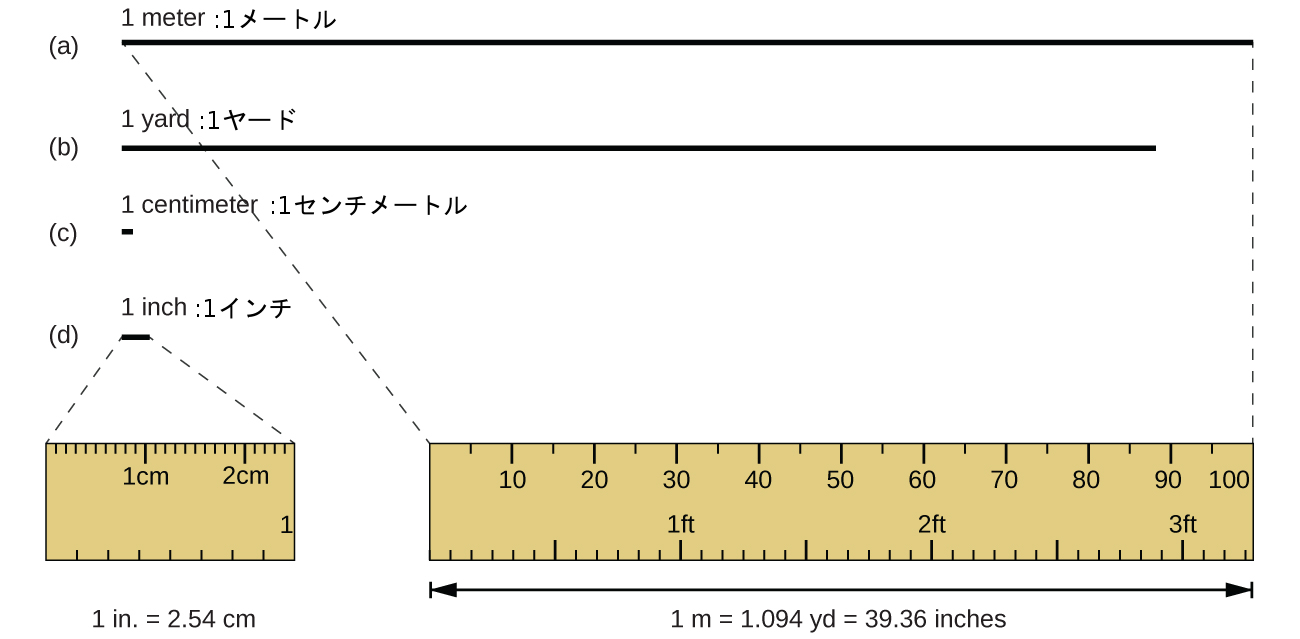 1 meter :1メートル
(a)
1 yard :1ヤード
(b)
1 centimeter :1センチメートル
(c)
1 inch :1インチ
(d)
1cm 2cm
1
10 20 30 40 50 60 70 80 90 100
1ft 2ft 3ft
1 in. = 2.54 cm
1 m = 1.094 yd = 39.36 inches